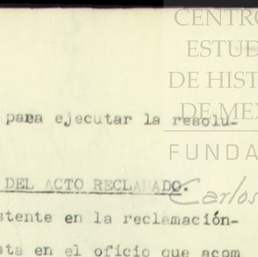 CENTRO
ESTUD
DE HIST
DE ME
FUNDA
Carlos
para ejecutar la resolu-
DEL ACTO RECLAMADO.
stente en la reclamación-
sta en el oficio que acom